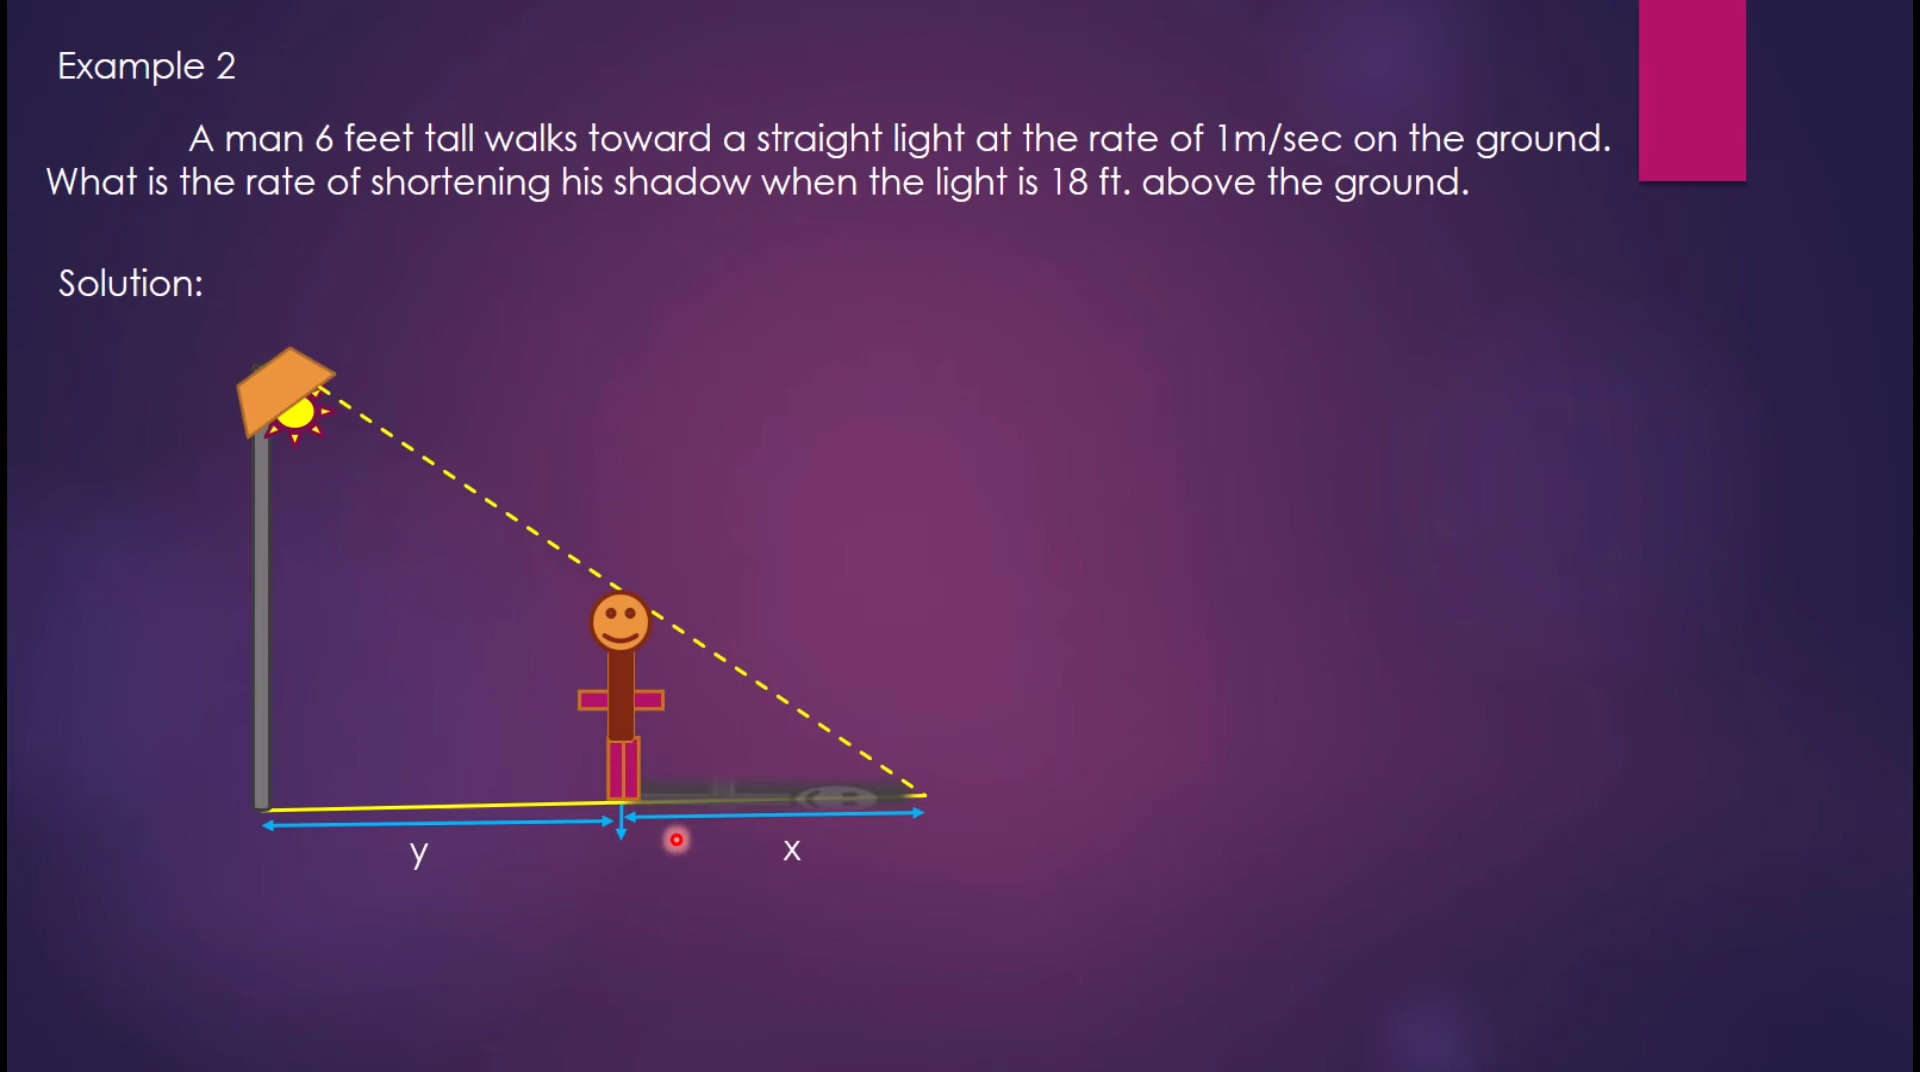 Example 2
A man 6 feet tall walks toward a straight light at the rate of 1m/sec on the ground.
What is the rate of shortening his shadow when the light is 18 ft. above the ground.
Solution:
y
x